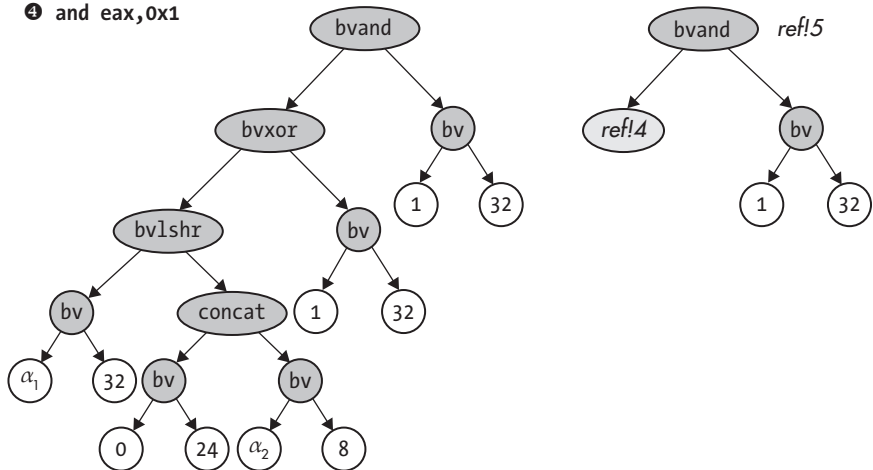 ❹ and eax,0x1
bvand
bvand ref!5
bvxor bv
ref!4 bv
1 32
1 32
bvlshr bv
bv concat 1 32
α₁ 32 bv bv
0 24 α₂ 8